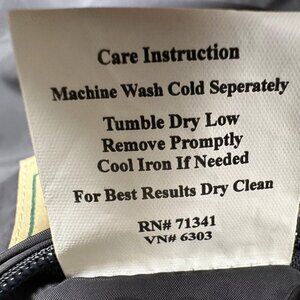 Care Instruction
Machine Wash Cold Seperately
Tumble Dry Low
Remove Promptly
Cool Iron If Needed
For Best Results Dry Clean
RN# 71341
VN# 6303